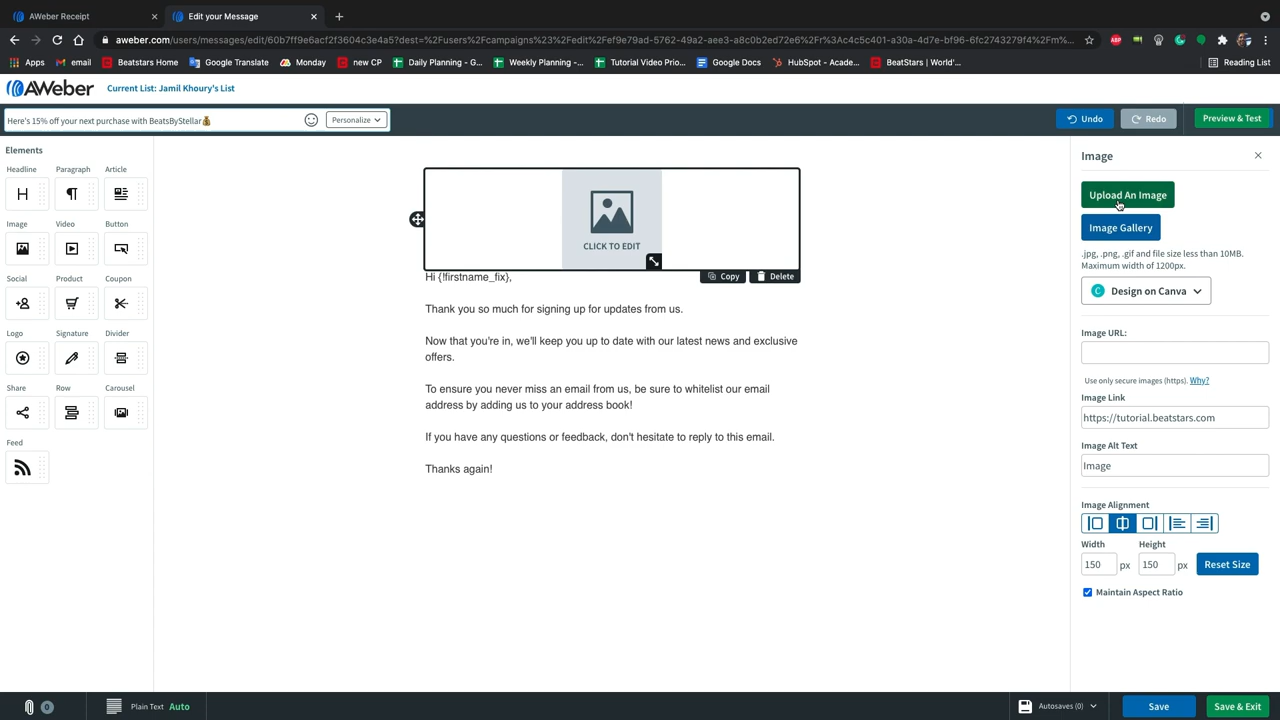 AWeber Receipt
Edit your Message
aweber.com/users/messages/edit/60b7ff9e6acf2f3604c3e4a5?dest=%2Fusers%2Fcampaigns%23%2Fedit%2Fef9e79ad-5762-49a2-aee3-a8c0b2ed72e6%2Fr%3Ac4c5c401-a30a-4d7e-bf96-6fc2743279f4%2Fm%...
Apps
email
Beatstars Home
Google Translate
Monday
new CP
Daily Planning - G...
Weekly Planning -...
Tutorial Video Prio...
Google Docs
HubSpot - Acade...
BeatStars | World'...
Reading List
AWeber
Current List: Jamil Khoury's List
Here's 15% off your next purchase with BeatsByStellar💰
Personalize
Undo
Redo
Preview & Test
Elements
Headline
Paragraph
Article
Image
Video
Button
Social
Product
Coupon
Logo
Signature
Divider
Share
Row
Carousel
Feed
CLICK TO EDIT
Copy
Delete
Hi {!firstname_fix},
Thank you so much for signing up for updates from us.
Now that you're in, we'll keep you up to date with our latest news and exclusive
offers.
To ensure you never miss an email from us, be sure to whitelist our email
address by adding us to your address book!
If you have any questions or feedback, don't hesitate to reply to this email.
Thanks again!
Image
Upload An Image
Image Gallery
.jpg, .png, .gif and file size less than 10MB.
Maximum width of 1200px.
C Design on Canva
Image URL:
Use only secure images (https). Why?
Image Link
https://tutorial.beatstars.com
Image Alt Text
Image
Image Alignment
Width
Height
150 px
150 px
Reset Size
Maintain Aspect Ratio
0
Plain Text Auto
Autosaves (0)
Save
Save & Exit